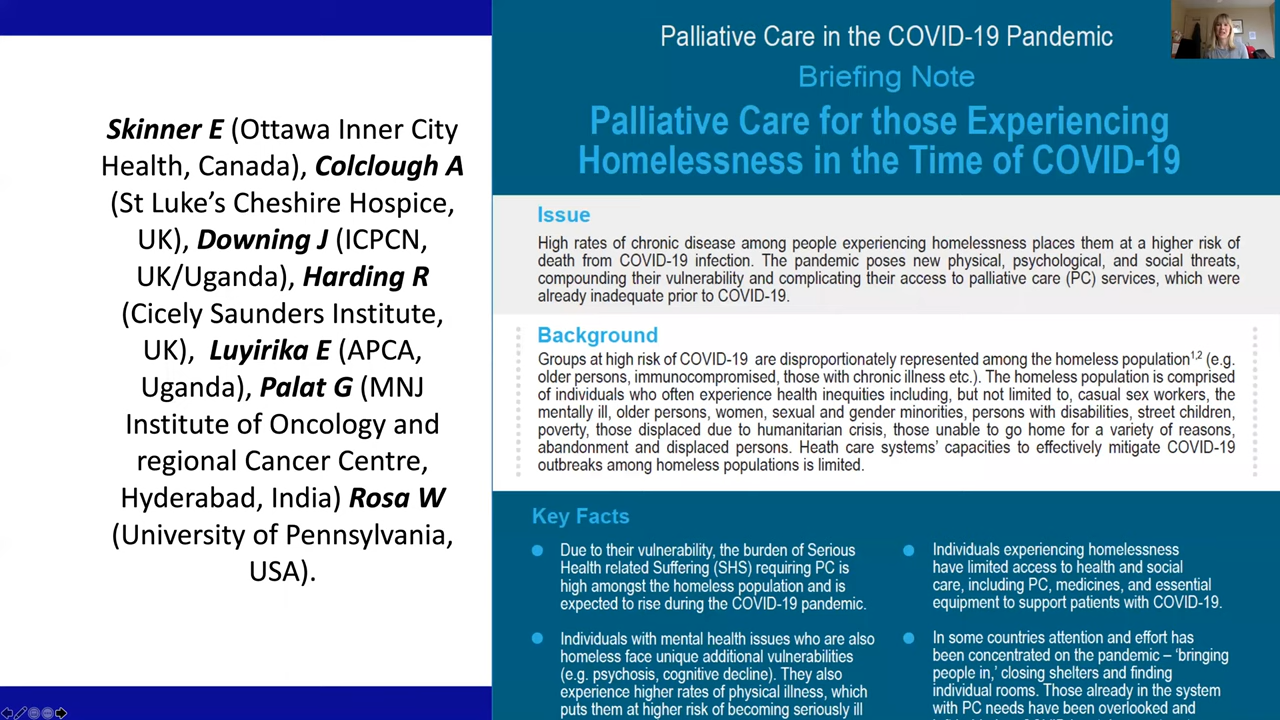 Skinner E (Ottawa Inner City
Health, Canada), Colclough A
(St Luke’s Cheshire Hospice,
UK), Downing J (ICPCN,
UK/Uganda), Harding R
(Cicely Saunders Institute,
UK), Luyirika E (APCA,
Uganda), Palat G (MNJ
Institute of Oncology and
regional Cancer Centre,
Hyderabad, India) Rosa W
(University of Pennsylvania,
USA).
Palliative Care in the COVID-19 Pandemic
Briefing Note
Palliative Care for those Experiencing
Homelessness in the Time of COVID-19
Issue
High rates of chronic disease among people experiencing homelessness places them at a higher risk of
death from COVID-19 infection. The pandemic poses new physical, psychological, and social threats,
compounding their vulnerability and complicating their access to palliative care (PC) services, which were
already inadequate prior to COVID-19.
Background
Groups at high risk of COVID-19 are disproportionately represented among the homeless population1,2 (e.g.
older persons, immunocompromised, those with chronic illness etc.). The homeless population is comprised
of individuals who often experience health inequities including, but not limited to, casual sex workers, the
mentally ill, older persons, women, sexual and gender minorities, persons with disabilities, street children,
poverty, those displaced due to humanitarian crisis, those unable to go home for a variety of reasons,
abandonment and displaced persons. Heath care systems’ capacities to effectively mitigate COVID-19
outbreaks among homeless populations is limited.
Key Facts
Due to their vulnerability, the burden of Serious
Health related Suffering (SHS) requiring PC is
high amongst the homeless population and is
expected to rise during the COVID-19 pandemic.
Individuals with mental health issues who are also
homeless face unique additional vulnerabilities
(e.g. psychosis, cognitive decline). They also
experience higher rates of physical illness, which
puts them at higher risk of becoming seriously ill
Individuals experiencing homelessness
have limited access to health and social
care, including PC, medicines, and essential
equipment to support patients with COVID-19.
In some countries attention and effort has
been concentrated on the pandemic – ‘bringing
people in,’ closing shelters and finding
individual rooms. Those already in the system
with PC needs have been overlooked and